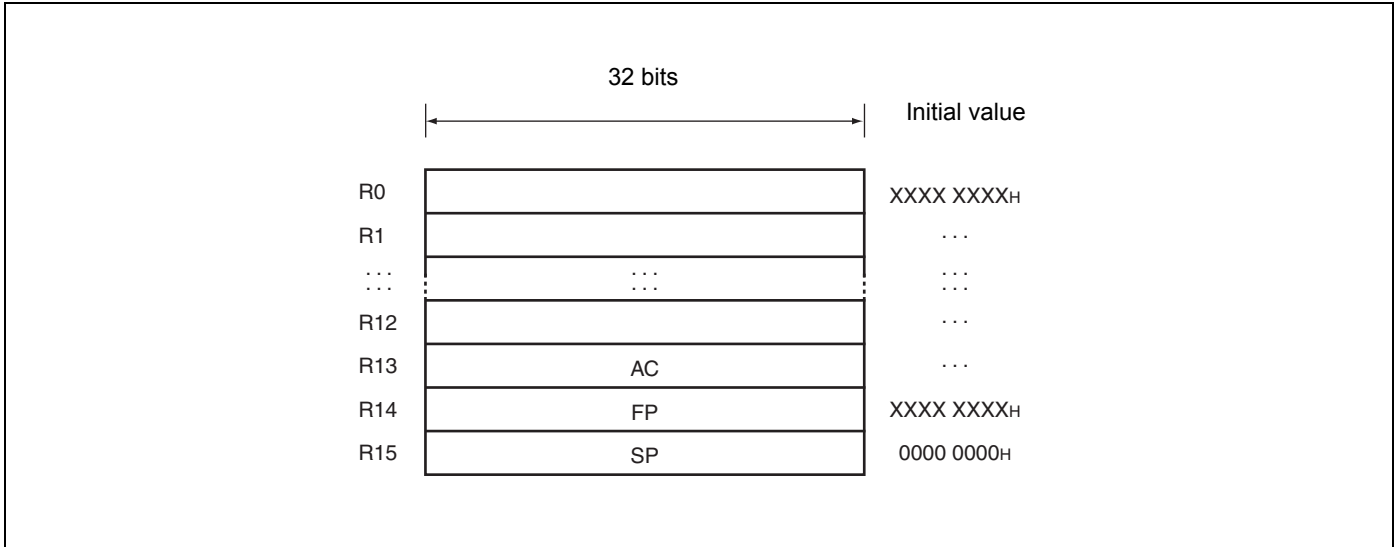 32 bits
Initial value
R0 XXXX XXXXH
R1 . . .
. . . . . . . . .
. . . . . . . . .
R12 . . .
R13 AC . . .
R14 FP XXXX XXXXH
R15 SP 0000 0000H